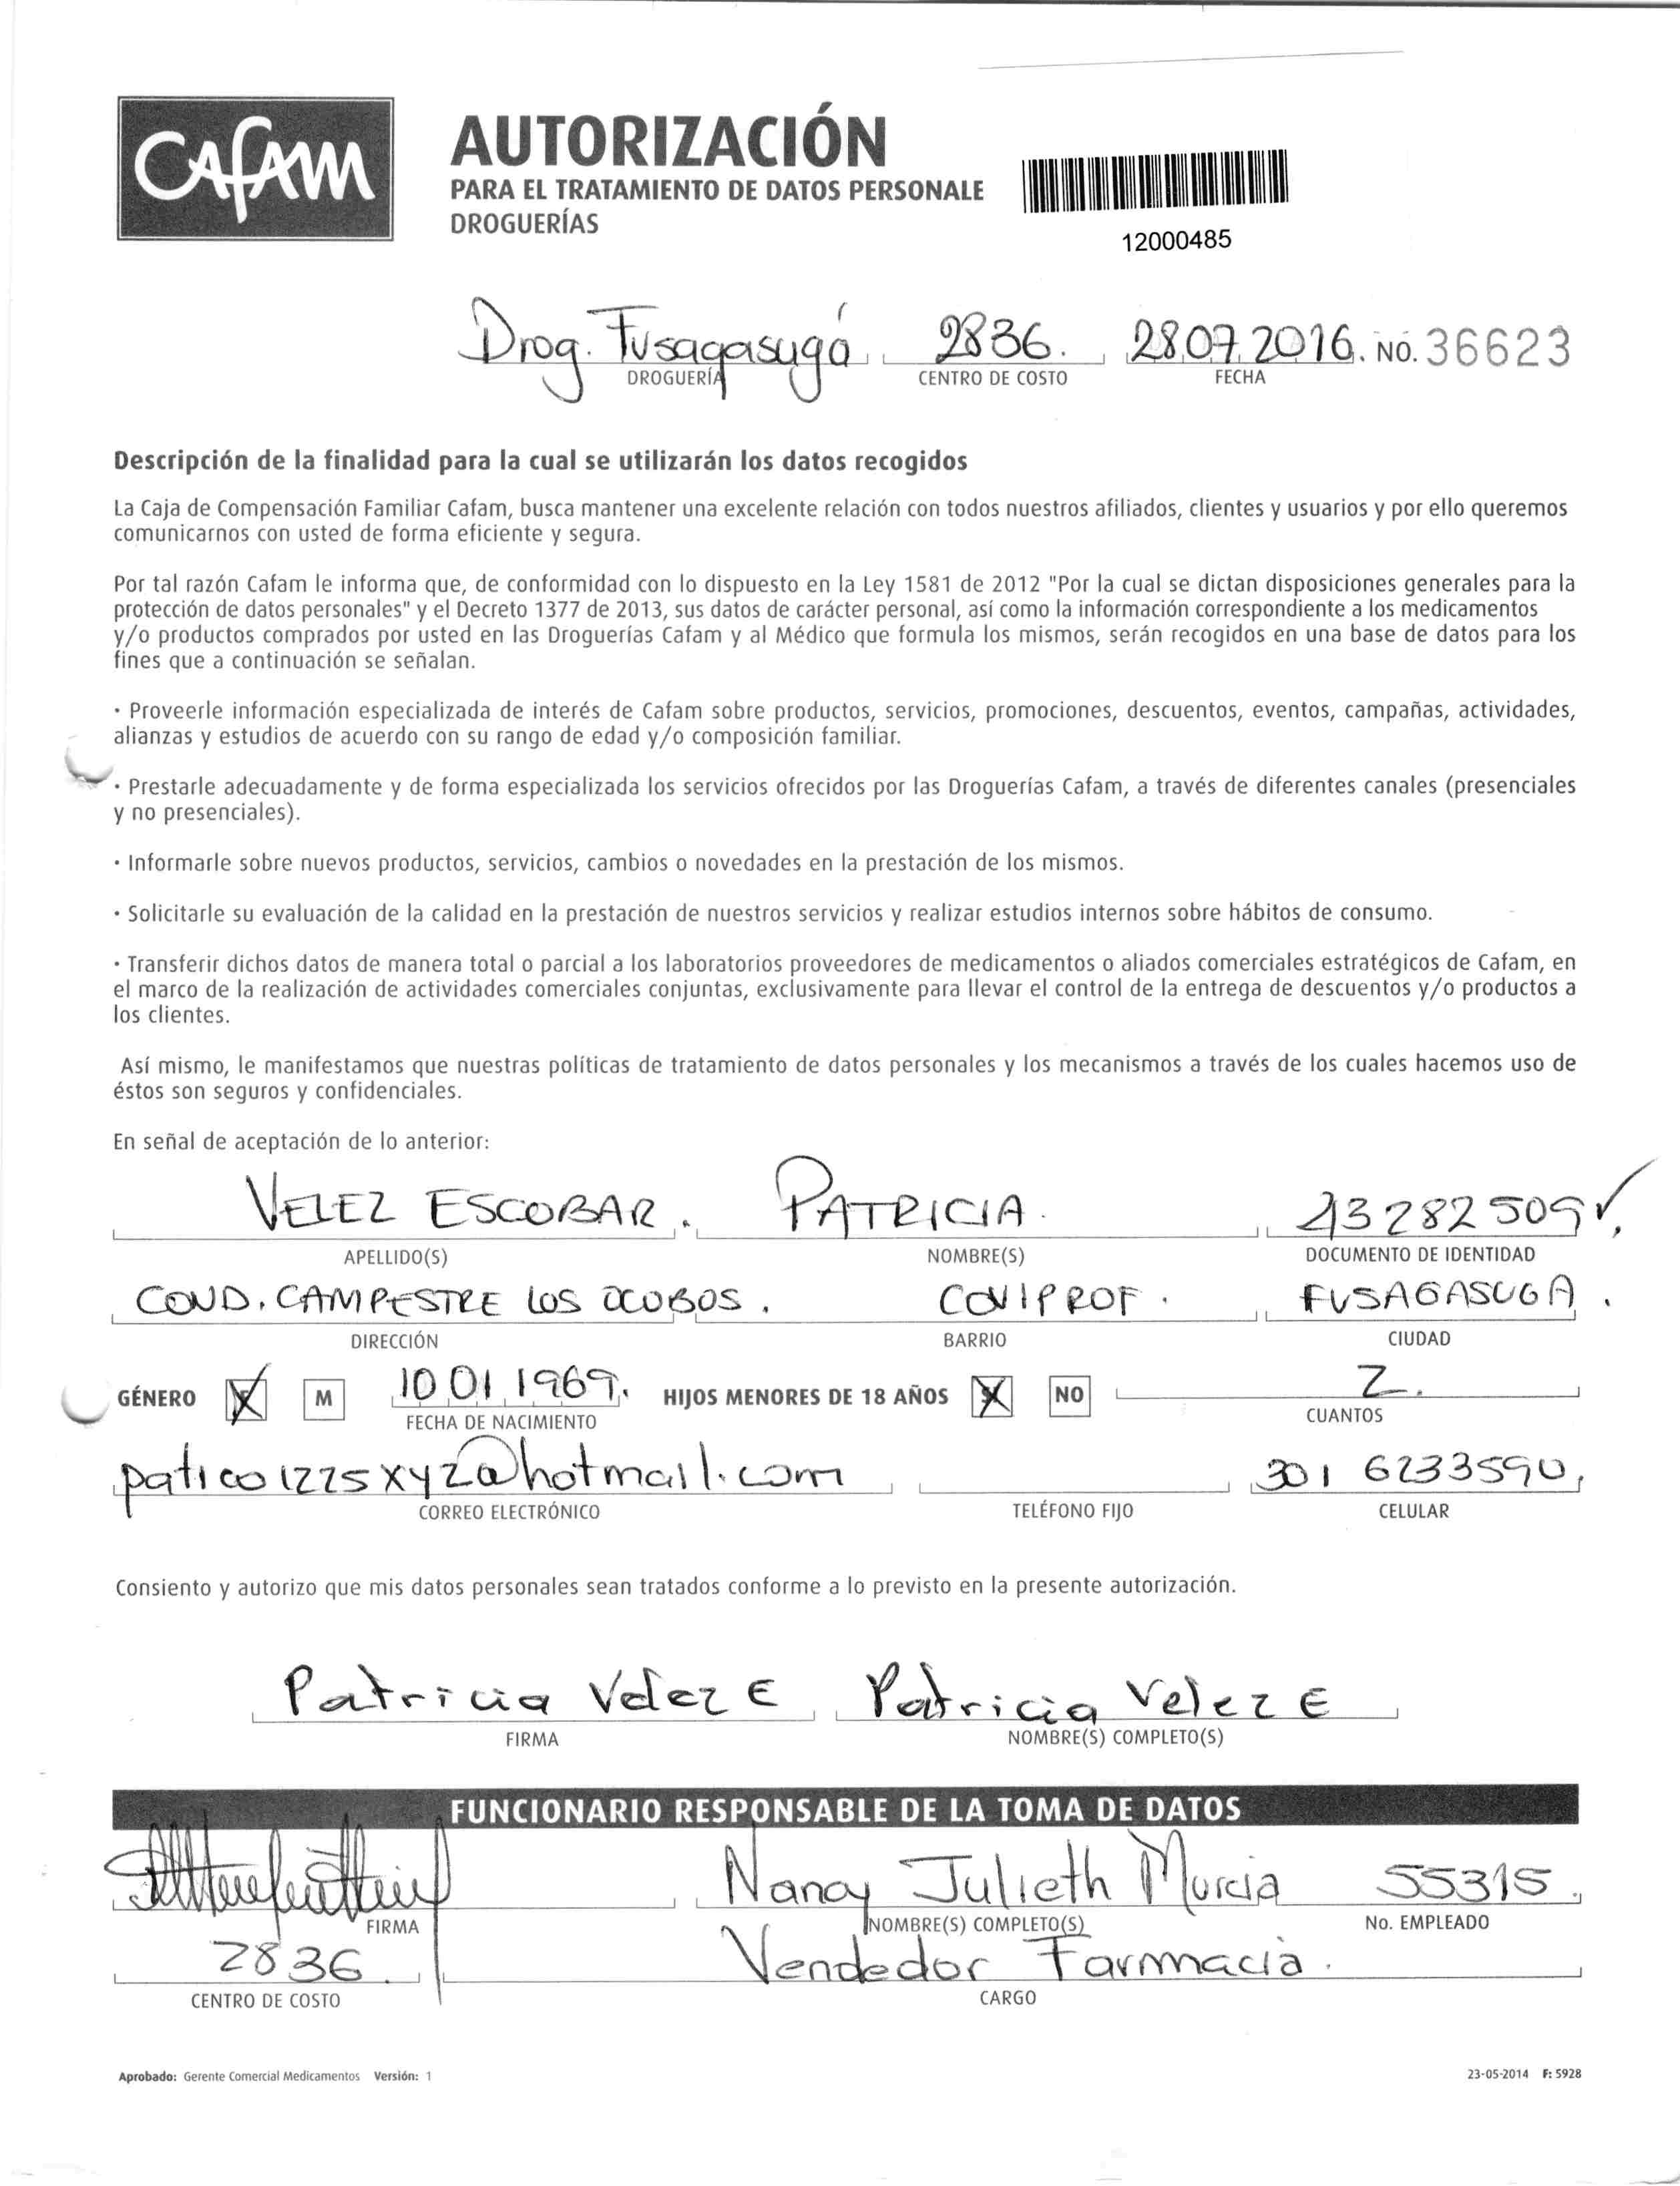 CAFAM
AUTORIZACIÓN
PARA EL TRATAMIENTO DE DATOS PERSONALE
DROGUERÍAS
12000485
Drog. Fusagasugá 2836. 28.07.2016. NO. 36623
DROGUERÍA CENTRO DE COSTO FECHA
Descripción de la finalidad para la cual se utilizarán los datos recogidos
La Caja de Compensación Familiar Cafam, busca mantener una excelente relación con todos nuestros afiliados, clientes y usuarios y por ello queremos
comunicarnos con usted de forma eficiente y segura.
Por tal razón Cafam le informa que, de conformidad con lo dispuesto en la Ley 1581 de 2012 "Por la cual se dictan disposiciones generales para la
protección de datos personales" y el Decreto 1377 de 2013, sus datos de carácter personal, así como la información correspondiente a los medicamentos
y/o productos comprados por usted en las Droguerías Cafam y al Médico que formula los mismos, serán recogidos en una base de datos para los
fines que a continuación se señalan.
· Proveerle información especializada de interés de Cafam sobre productos, servicios, promociones, descuentos, eventos, campañas, actividades,
alianzas y estudios de acuerdo con su rango de edad y/o composición familiar.
· Prestarle adecuadamente y de forma especializada los servicios ofrecidos por las Droguerías Cafam, a través de diferentes canales (presenciales
y no presenciales).
· Informarle sobre nuevos productos, servicios, cambios o novedades en la prestación de los mismos.
· Solicitarle su evaluación de la calidad en la prestación de nuestros servicios y realizar estudios internos sobre hábitos de consumo.
· Transferir dichos datos de manera total o parcial a los laboratorios proveedores de medicamentos o aliados comerciales estratégicos de Cafam, en
el marco de la realización de actividades comerciales conjuntas, exclusivamente para llevar el control de la entrega de descuentos y/o productos a
los clientes.
Así mismo, le manifestamos que nuestras políticas de tratamiento de datos personales y los mecanismos a través de los cuales hacemos uso de
éstos son seguros y confidenciales.
En señal de aceptación de lo anterior:
VELEZ ESCOBAR. PATRICIA.
APELLIDO(S) NOMBRE(S) DOCUMENTO DE IDENTIDAD
COND. CAMPESTRE LOS OCOBOS. COVIPROF. FUSAGASUGA.
DIRECCIÓN BARRIO CIUDAD
GÉNERO M 10 01 1969. HIJOS MENORES DE 18 AÑOS NO 2.
FECHA DE NACIMIENTO CUANTOS
patico1225xyz@hotmail.com 301 6233590,
CORREO ELECTRÓNICO TELÉFONO FIJO CELULAR
Consiento y autorizo que mis datos personales sean tratados conforme a lo previsto en la presente autorización.
Patricia Velez E Patricia Velez E
FIRMA NOMBRE(S) COMPLETO(S)
FUNCIONARIO RESPONSABLE DE LA TOMA DE DATOS
Nancy Julieth Murcia 55315.
FIRMA NOMBRE(S) COMPLETO(S) No. EMPLEADO
2836. Vendedor Farmacia.
CENTRO DE COSTO CARGO
Aprobado: Gerente Comercial Medicamentos Versión: 1 23-05-2014 F: 5928